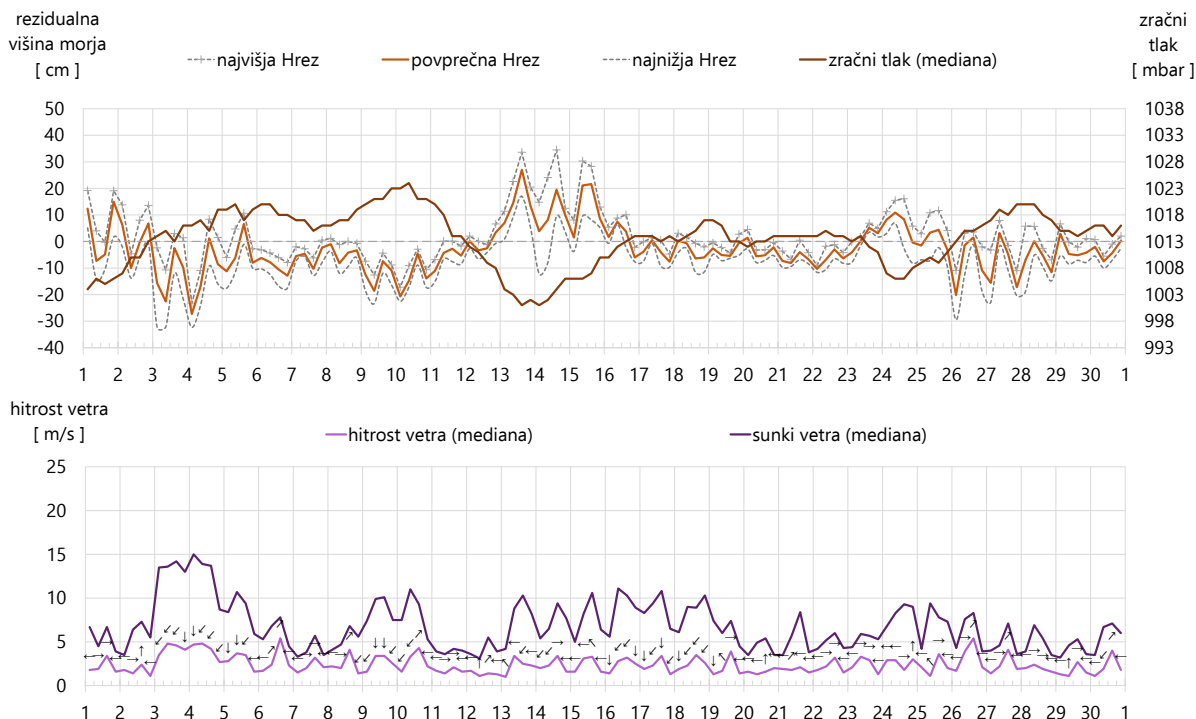 rezidualna
višina morja
[ cm ]
zračni
tlak
[ mbar ]
najvišja Hrez
povprečna Hrez
najnižja Hrez
zračni tlak (mediana)
50
40
30
20
10
0
-10
-20
-30
-40
1038
1033
1028
1023
1018
1013
1008
1003
998
993
1 2 3 4 5 6 7 8 9 10 11 12 13 14 15 16 17 18 19 20 21 22 23 24 25 26 27 28 29 30 1
hitrost vetra
[ m/s ]
hitrost vetra (mediana)
sunki vetra (mediana)
25
20
15
10
5
0
1 2 3 4 5 6 7 8 9 10 11 12 13 14 15 16 17 18 19 20 21 22 23 24 25 26 27 28 29 30 1